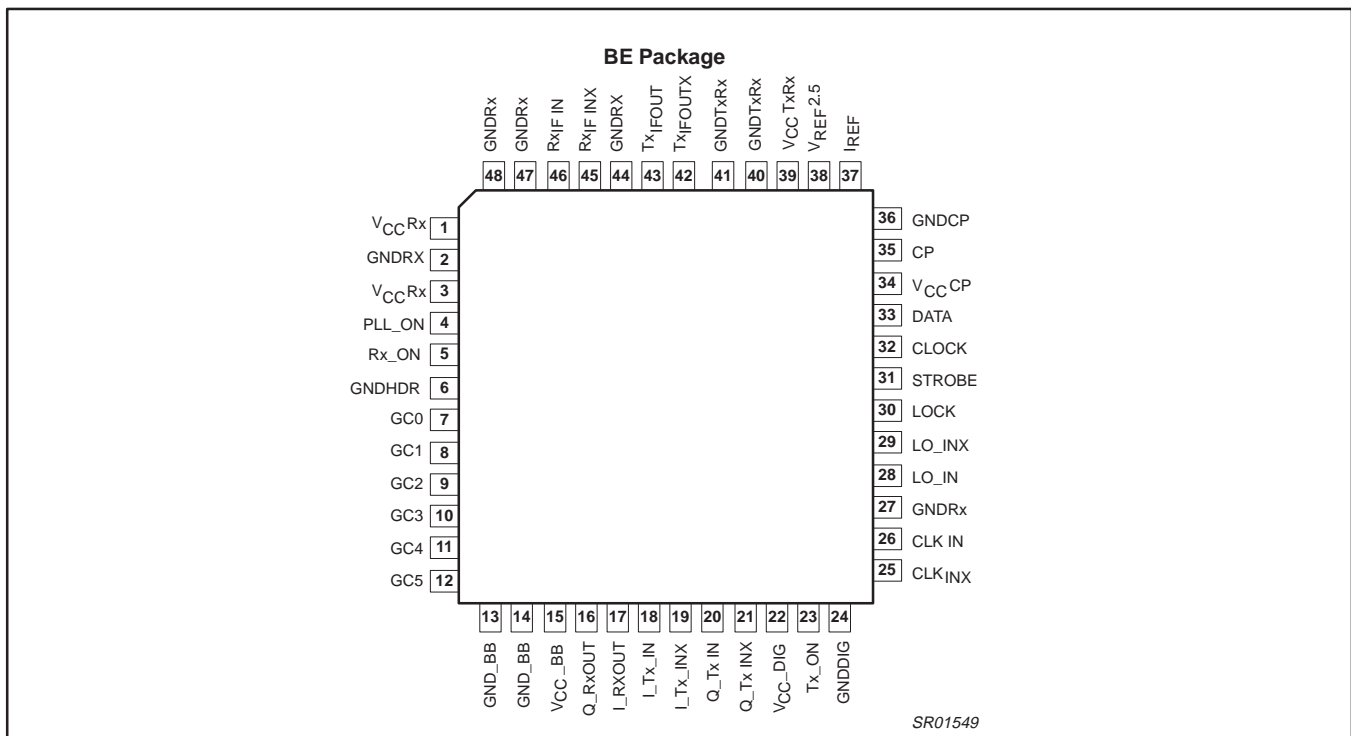 BE Package
GNDRx
GNDRx
RxIF IN
RxIF INX
GNDRX
TxIFOUT
TxIFOUTX
GNDTxRx
GNDTxRx
VCC TxRx
VREF2.5
IREF
48 47 46 45 44 43 42 41 40 39 38 37
VCCRx 1
GNDRX 2
VCCRx 3
PLL_ON 4
Rx_ON 5
GNDHDR 6
GC0 7
GC1 8
GC2 9
GC3 10
GC4 11
GC5 12
36 GNDCP
35 CP
34 VCC CP
33 DATA
32 CLOCK
31 STROBE
30 LOCK
29 LO_INX
28 LO_IN
27 GNDRx
26 CLK IN
25 CLKINX
13 14 15 16 17 18 19 20 21 22 23 24
GND_BB
GND_BB
VCC_BB
Q_RxOUT
I_RXOUT
I_Tx_IN
I_Tx_INX
Q_Tx IN
Q_Tx INX
VCC_DIG
Tx_ON
GNDDIG
SR01549